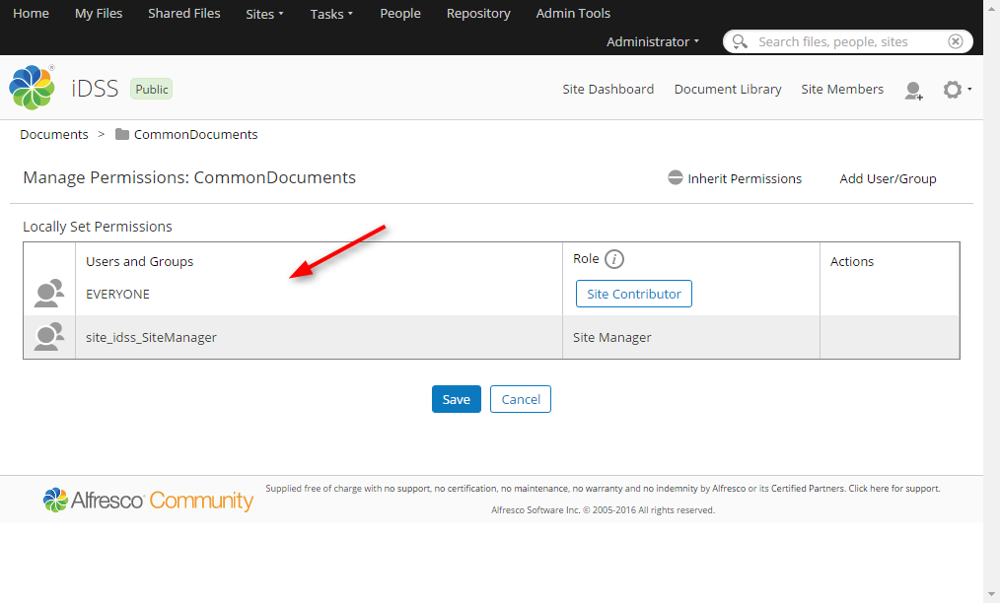 Home My Files Shared Files Sites Tasks People Repository Admin Tools
Administrator Search files, people, sites
iDSS Public Site Dashboard Document Library Site Members
Documents > CommonDocuments
Manage Permissions: CommonDocuments Inherit Permissions Add User/Group
Locally Set Permissions
Users and Groups Role i Actions
EVERYONE Site Contributor
site_idss_SiteManager Site Manager
Save Cancel
Alfresco Community Supplied free of charge with no support, no certification, no maintenance, no warranty and no indemnity by Alfresco or its Certified Partners. Click here for support.
Alfresco Software Inc. © 2005-2016 All rights reserved.